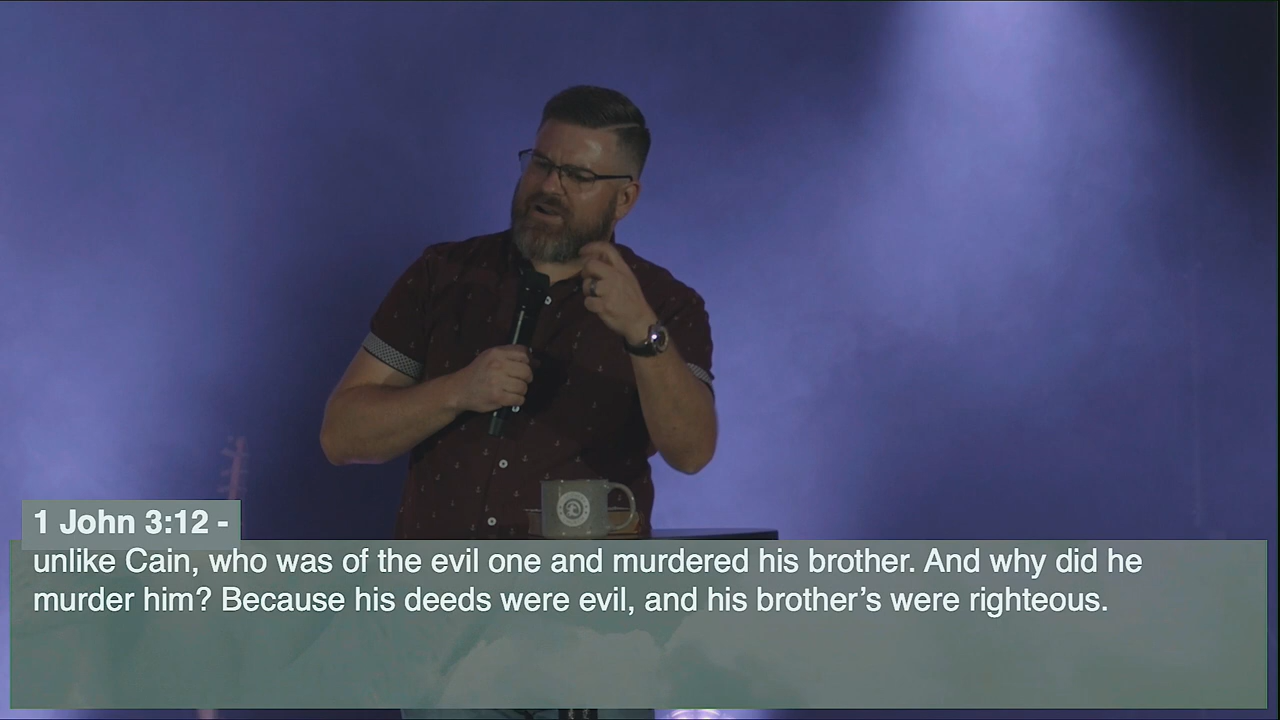 1 John 3:12 -
unlike Cain, who was of the evil one and murdered his brother. And why did he
murder him? Because his deeds were evil, and his brother’s were righteous.